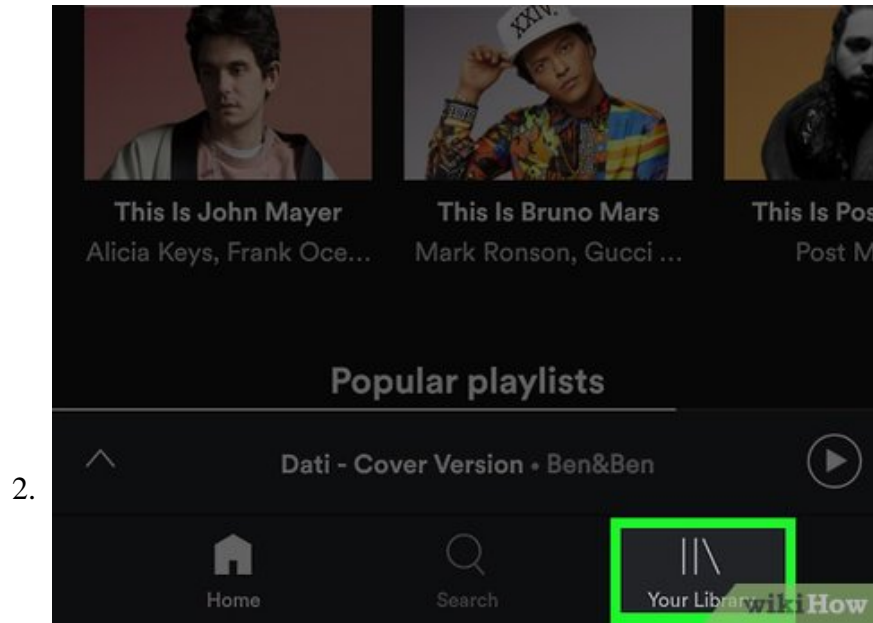 XXIV.
This Is John Mayer
This Is Bruno Mars
This Is Pos
Alicia Keys, Frank Oce...
Mark Ronson, Gucci ...
Post M
Popular playlists
2.
Dati - Cover Version • Ben&Ben
Home
Search
Your Library
wikiHow